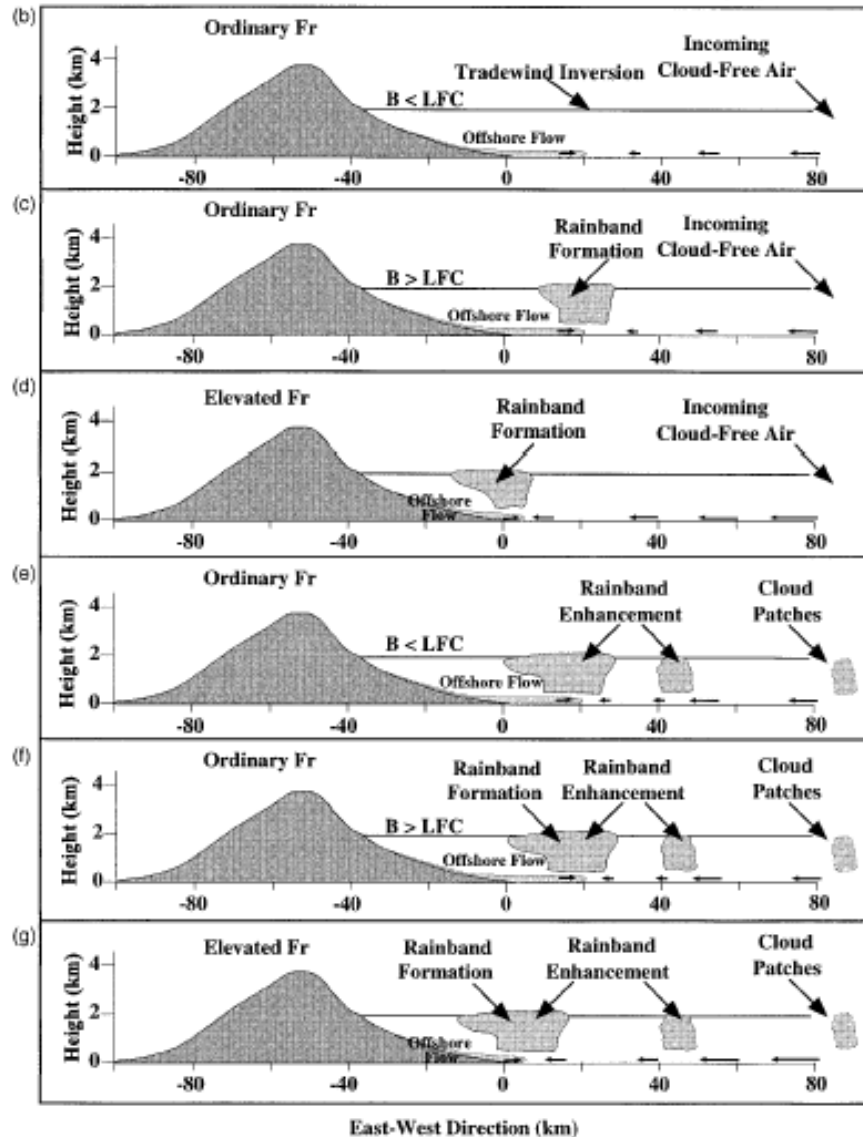 (b)
Ordinary Fr
Incoming
Cloud-Free Air
Tradewind Inversion
B < LFC
Offshore Flow
Height (km)
4
2
0
-80 -40 0 40 80
(c)
Ordinary Fr
Rainband
Formation
Incoming
Cloud-Free Air
B > LFC
Offshore Flow
Height (km)
4
2
0
-80 -40 0 40 80
(d)
Elevated Fr
Rainband
Formation
Incoming
Cloud-Free Air
Offshore
Flow
Height (km)
4
2
0
-80 -40 0 40 80
(e)
Ordinary Fr
Rainband
Enhancement
Cloud
Patches
B < LFC
Offshore Flow
Height (km)
4
2
0
-80 -40 0 40 80
(f)
Ordinary Fr
Rainband
Formation
Rainband
Enhancement
Cloud
Patches
B > LFC
Offshore Flow
Height (km)
4
2
0
-80 -40 0 40 80
(g)
Elevated Fr
Rainband
Formation
Rainband
Enhancement
Cloud
Patches
Offshore
Flow
Height (km)
4
2
0
-80 -40 0 40 80
East-West Direction (km)